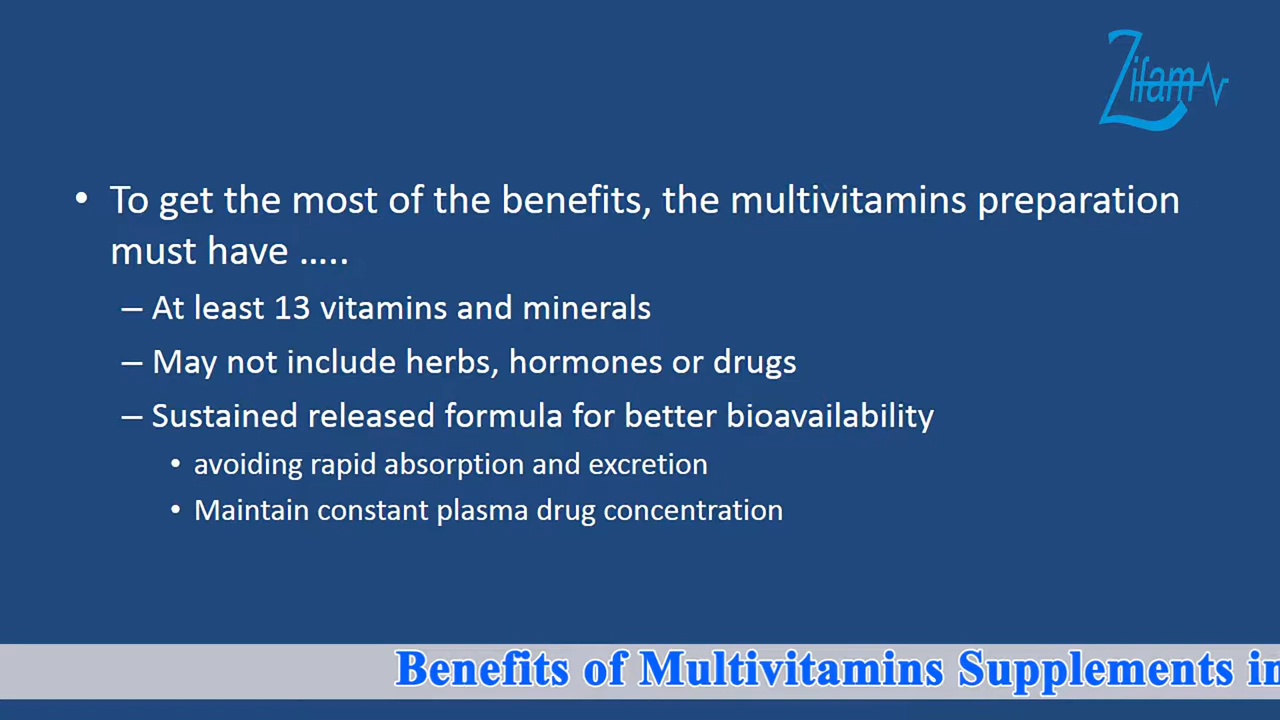 Zifam
• To get the most of the benefits, the multivitamins preparation
must have …..
– At least 13 vitamins and minerals
– May not include herbs, hormones or drugs
– Sustained released formula for better bioavailability
• avoiding rapid absorption and excretion
• Maintain constant plasma drug concentration
Benefits of Multivitamins Supplements in